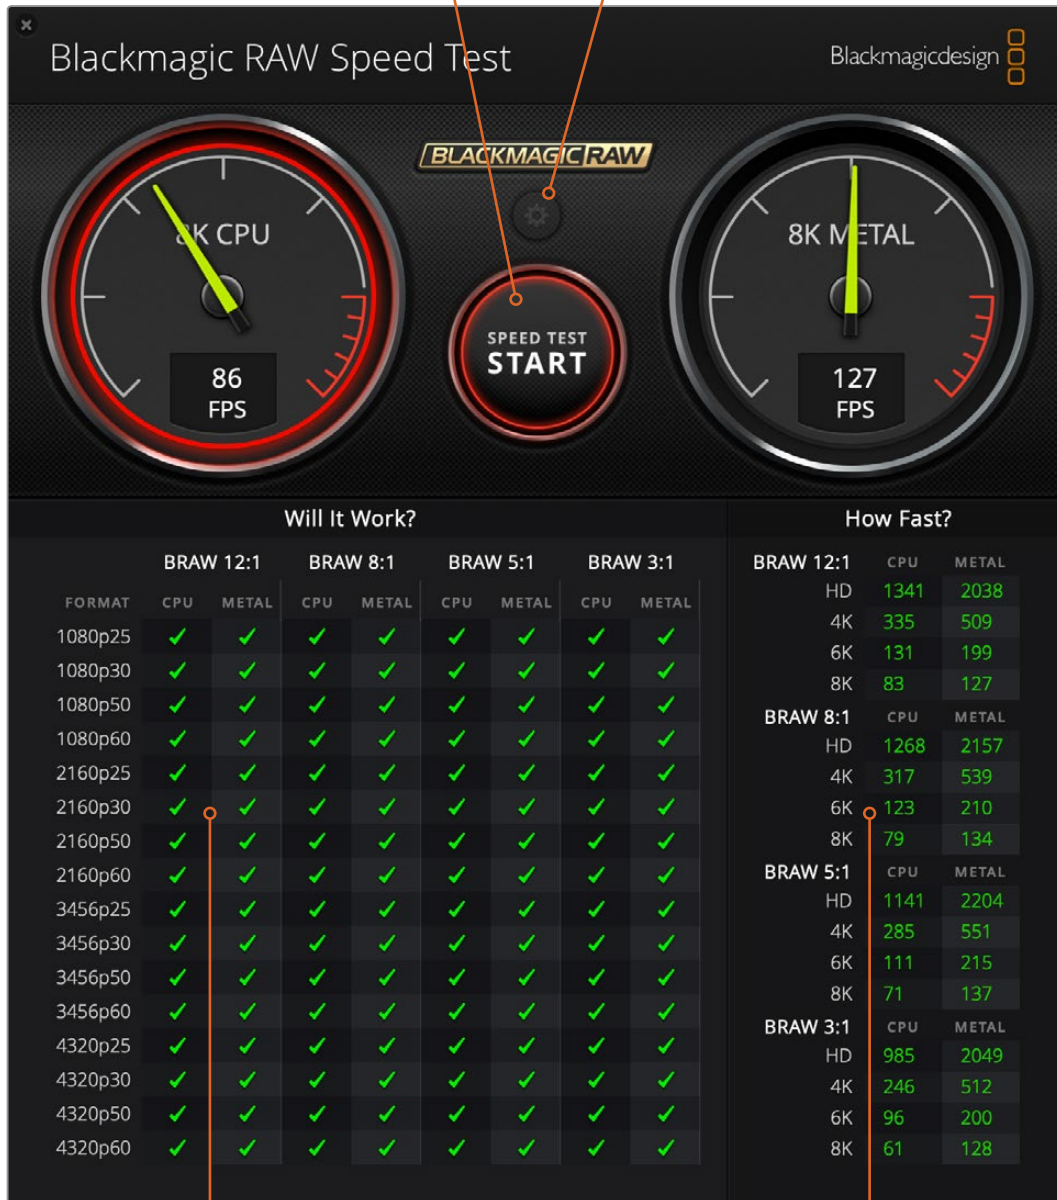 Blackmagic RAW Speed Test
Blackmagicdesign
BLACKMAGIC RAW
8K CPU
86
FPS
SPEED TEST
START
8K METAL
127
FPS
Will It Work?
BRAW 12:1 BRAW 8:1 BRAW 5:1 BRAW 3:1
FORMAT CPU METAL CPU METAL CPU METAL CPU METAL
1080p25 ✓ ✓ ✓ ✓ ✓ ✓ ✓ ✓
1080p30 ✓ ✓ ✓ ✓ ✓ ✓ ✓ ✓
1080p50 ✓ ✓ ✓ ✓ ✓ ✓ ✓ ✓
1080p60 ✓ ✓ ✓ ✓ ✓ ✓ ✓ ✓
2160p25 ✓ ✓ ✓ ✓ ✓ ✓ ✓ ✓
2160p30 ✓ ✓ ✓ ✓ ✓ ✓ ✓ ✓
2160p50 ✓ ✓ ✓ ✓ ✓ ✓ ✓ ✓
2160p60 ✓ ✓ ✓ ✓ ✓ ✓ ✓ ✓
3456p25 ✓ ✓ ✓ ✓ ✓ ✓ ✓ ✓
3456p30 ✓ ✓ ✓ ✓ ✓ ✓ ✓ ✓
3456p50 ✓ ✓ ✓ ✓ ✓ ✓ ✓ ✓
3456p60 ✓ ✓ ✓ ✓ ✓ ✓ ✓ ✓
4320p25 ✓ ✓ ✓ ✓ ✓ ✓ ✓ ✓
4320p30 ✓ ✓ ✓ ✓ ✓ ✓ ✓ ✓
4320p50 ✓ ✓ ✓ ✓ ✓ ✓ ✓ ✓
4320p60 ✓ ✓ ✓ ✓ ✓ ✓ ✓ ✓
How Fast?
BRAW 12:1 CPU METAL
HD 1341 2038
4K 335 509
6K 131 199
8K 83 127
BRAW 8:1 CPU METAL
HD 1268 2157
4K 317 539
6K 123 210
8K 79 134
BRAW 5:1 CPU METAL
HD 1141 2204
4K 285 551
6K 111 215
8K 71 137
BRAW 3:1 CPU METAL
HD 985 2049
4K 246 512
6K 96 200
8K 61 128